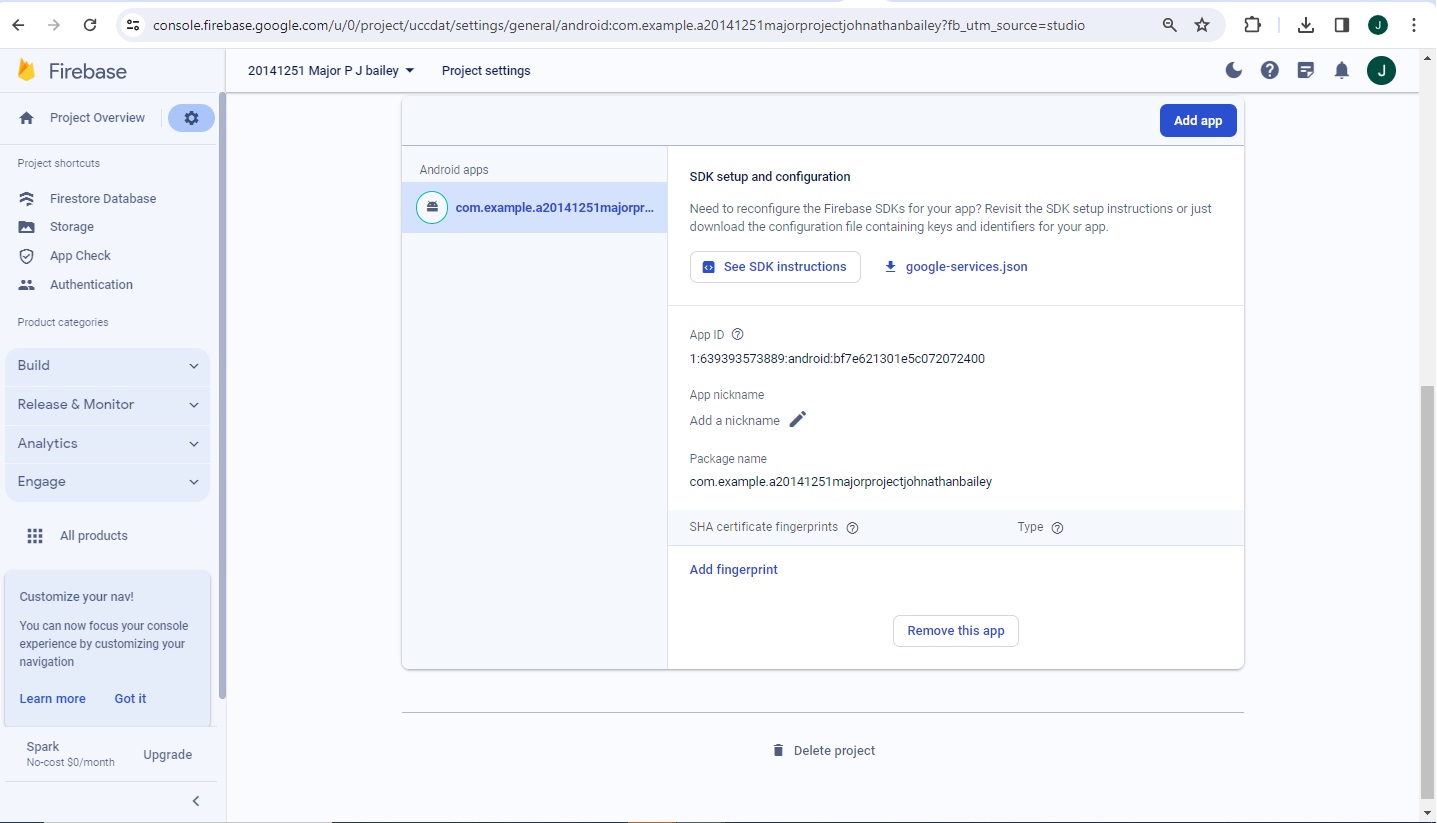 console.firebase.google.com/u/0/project/uccdat/settings/general/android:com.example.a20141251majorprojectjohnathanbailey?fb_utm_source=studio
J
Firebase
20141251 Major P J bailey
Project settings
J
Project Overview
Project shortcuts
Firestore Database
Storage
App Check
Authentication
Product categories
Build
Release & Monitor
Analytics
Engage
All products
Customize your nav!
You can now focus your console
experience by customizing your
navigation
Learn more
Got it
Spark
No-cost $0/month
Upgrade
Add app
Android apps
com.example.a20141251majorpr...
SDK setup and configuration
Need to reconfigure the Firebase SDKs for your app? Revisit the SDK setup instructions or just
download the configuration file containing keys and identifiers for your app.
See SDK instructions
google-services.json
App ID
1:639393573889:android:bf7e621301e5c072072400
App nickname
Add a nickname
Package name
com.example.a20141251majorprojectjohnathanbailey
SHA certificate fingerprints
Type
Add fingerprint
Remove this app
Delete project